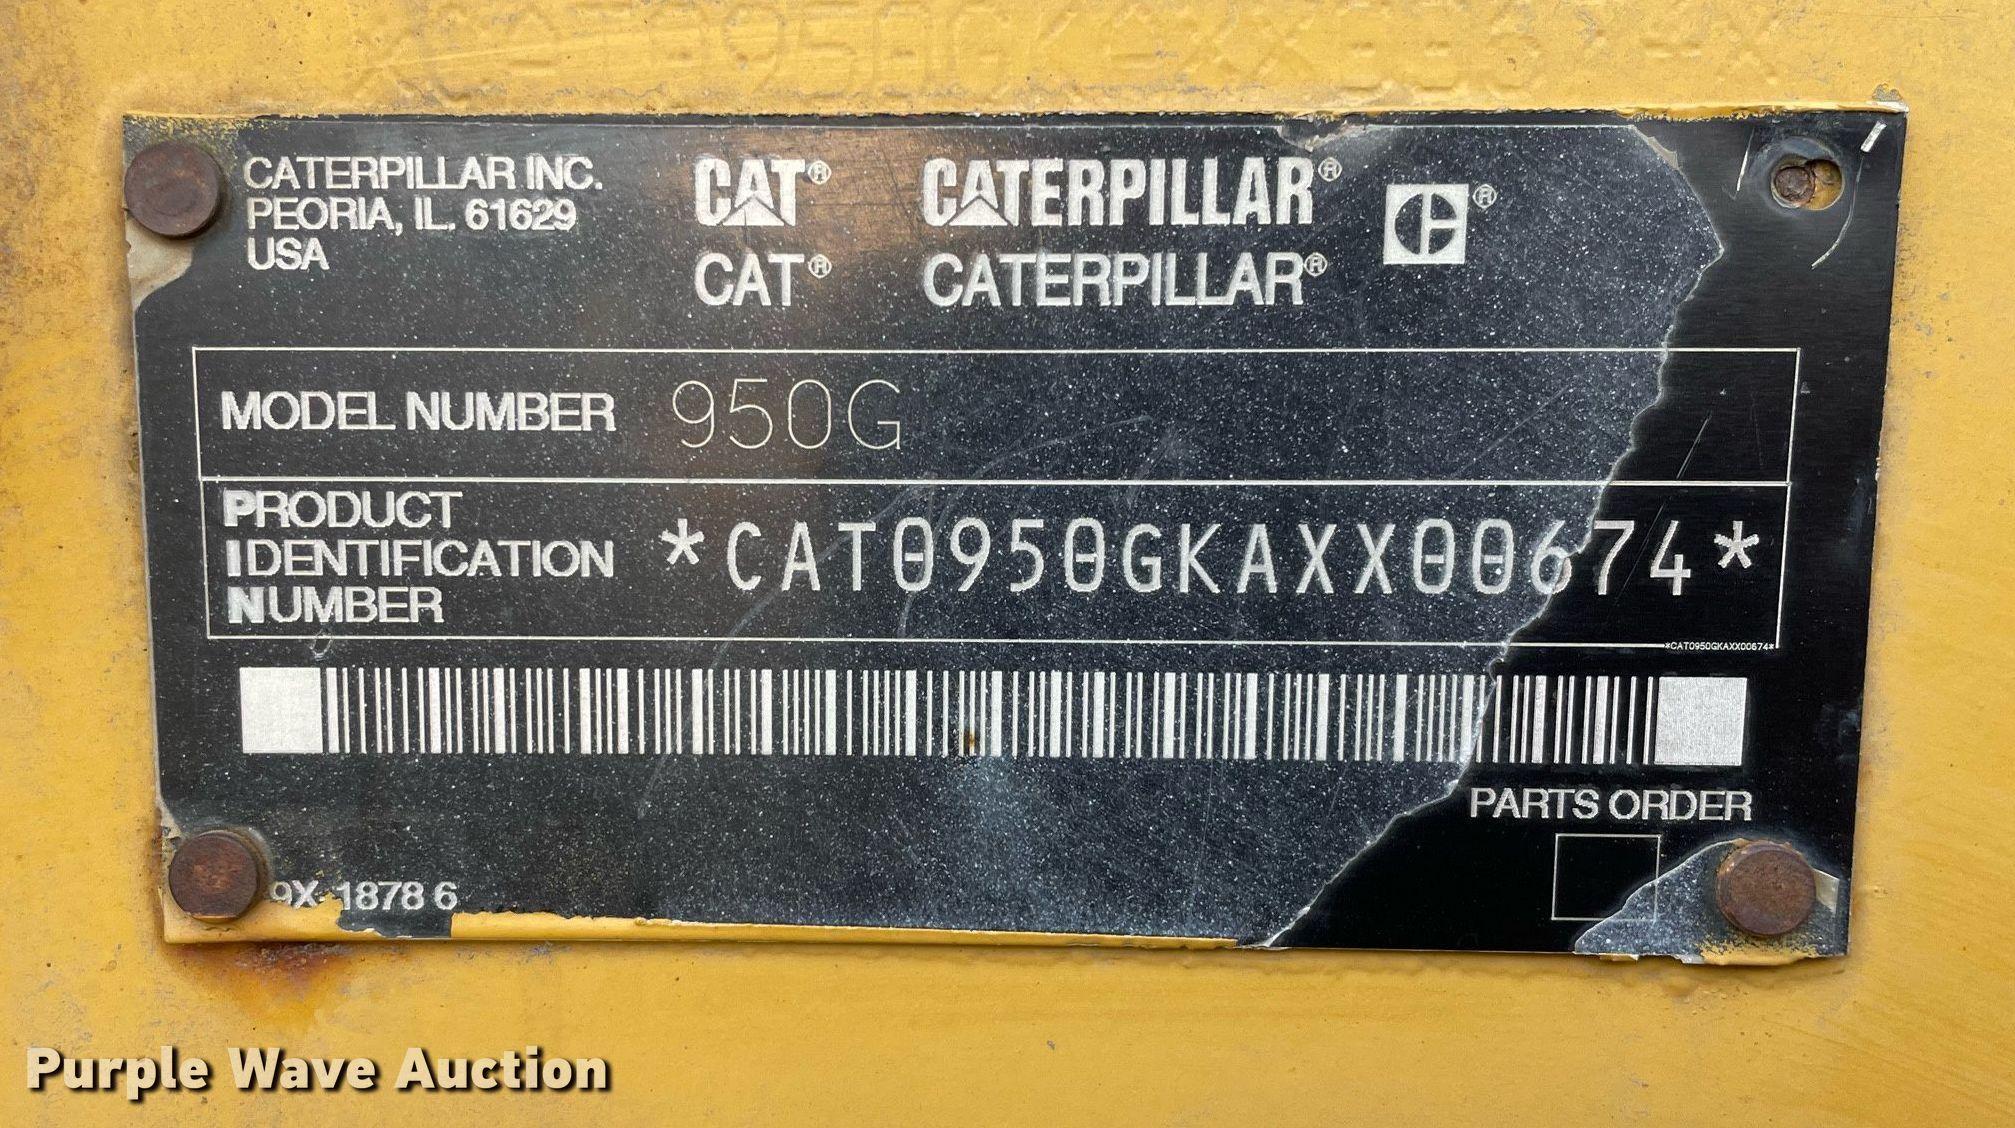 CATERPILLAR INC.
PEORIA, IL. 61629
USA
CAT® CATERPILLAR® ®
CAT® CATERPILLAR®
MODEL NUMBER 950G
PRODUCT
IDENTIFICATION
NUMBER
*CAT0950GKAXX00674*
*CAT0950GKAXX00674*
PARTS ORDER
9X-1878 6
Purple Wave Auction